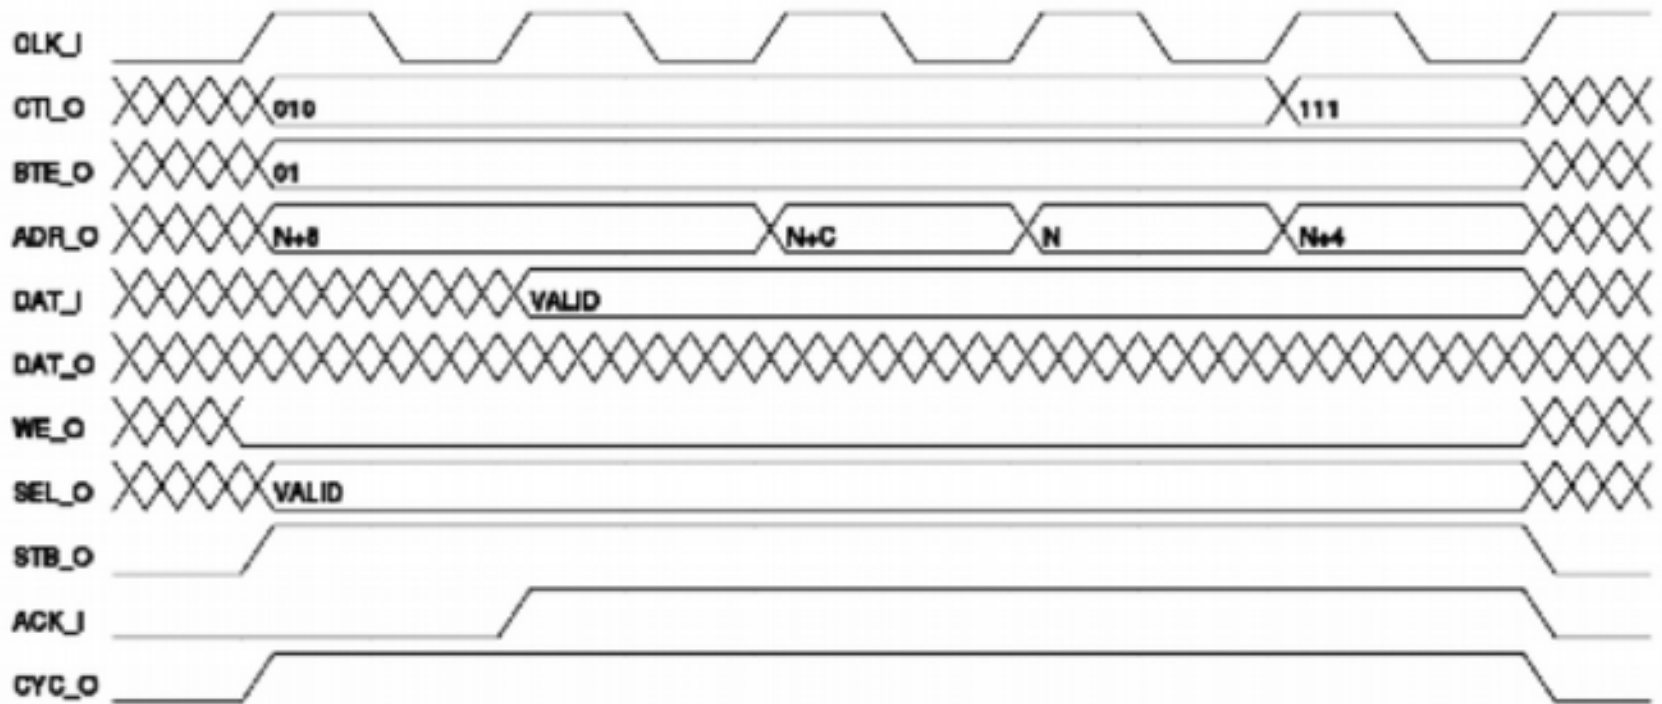 CLK_I
CTI_O 010 111
BTE_O 01
ADR_O N+8 N+C N N+4
DAT_I VALID
DAT_O
WE_O
SEL_O VALID
STB_O
ACK_I
CYC_O